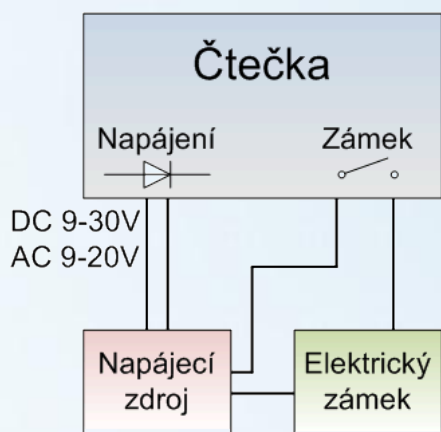 Čtečka
Napájení
Zámek
DC 9-30V
AC 9-20V
Napájecí
zdroj
Elektrický
zámek